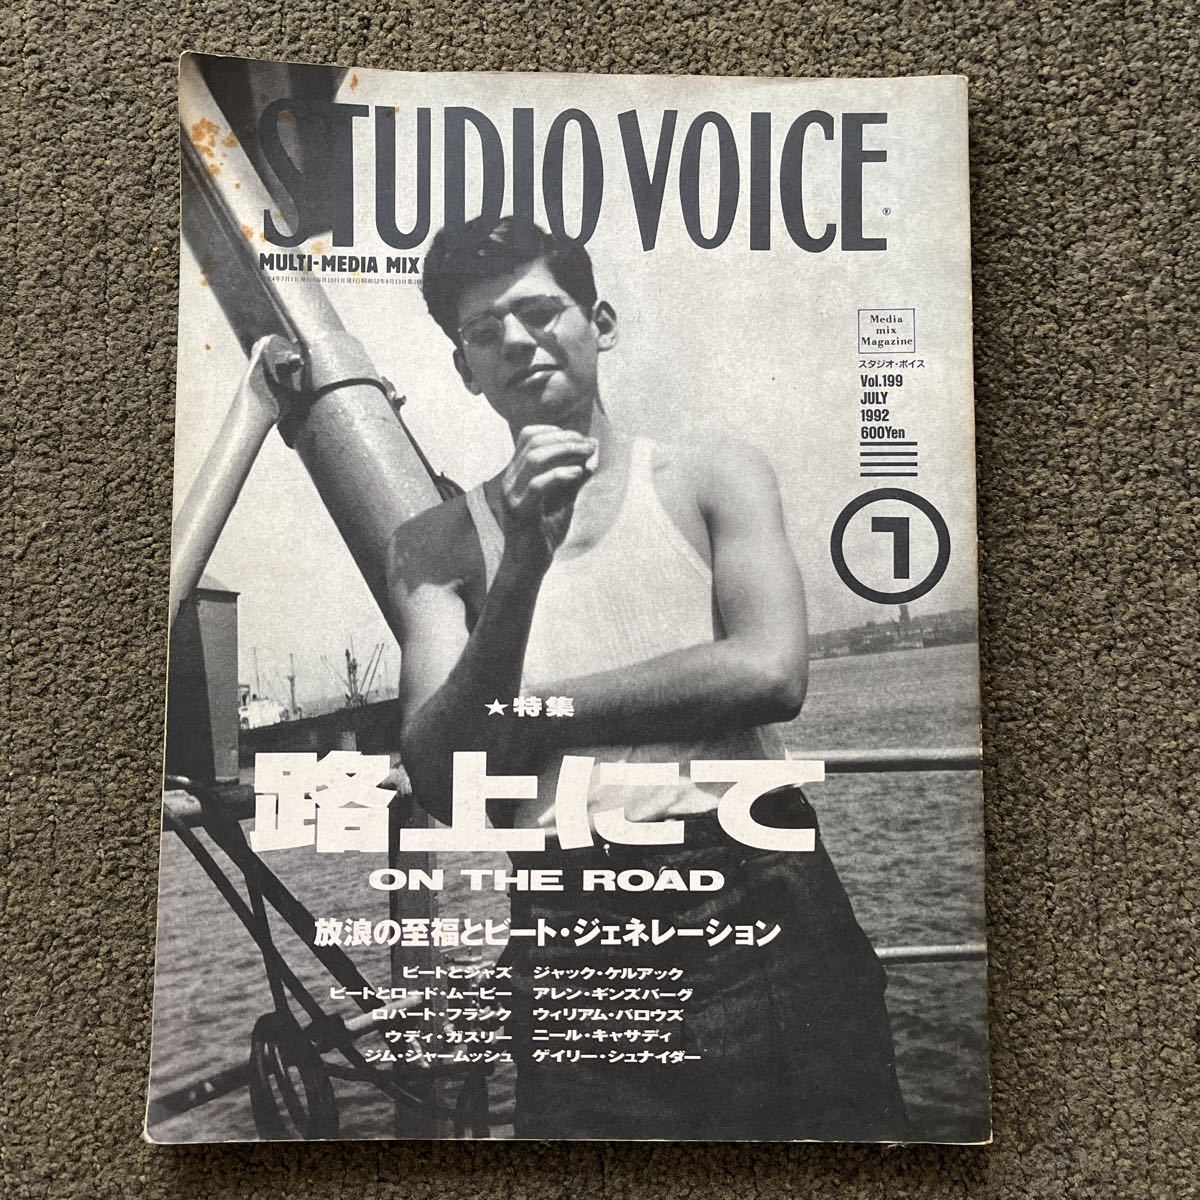 STUDIO VOICE
®
MULTI-MEDIA MIX
Media
mix
Magazine
スタジオ・ボイス
Vol.199
JULY
1992
600Yen
7
★特集
路上にて
ON THE ROAD
放浪の至福とビート・ジェネレーション
ビートとジャズ ジャック・ケルアック
ビートとロード・ムービー アレン・ギンズバーグ
ロバート・フランク ウィリアム・バロウズ
ウディ・ガスリー ニール・キャサディ
ジム・ジャームッシュ ゲイリー・シュナイダー